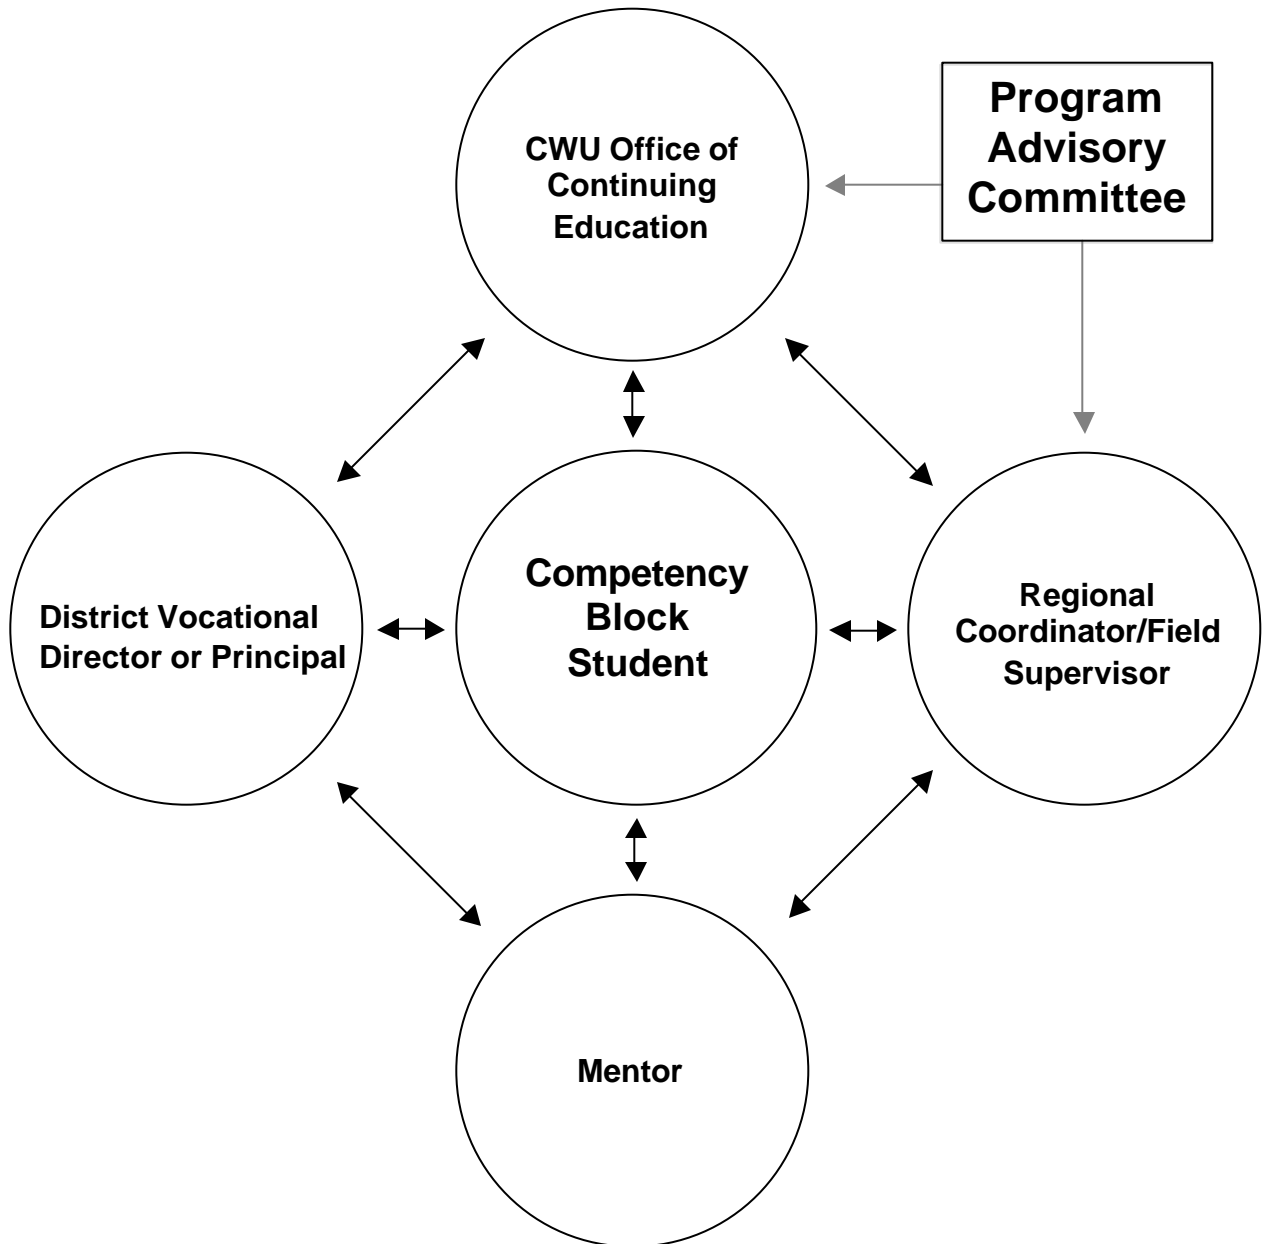 CWU Office of
Continuing
Education
Program
Advisory
Committee
District Vocational
Director or Principal
Competency
Block
Student
Regional
Coordinator/Field
Supervisor
Mentor